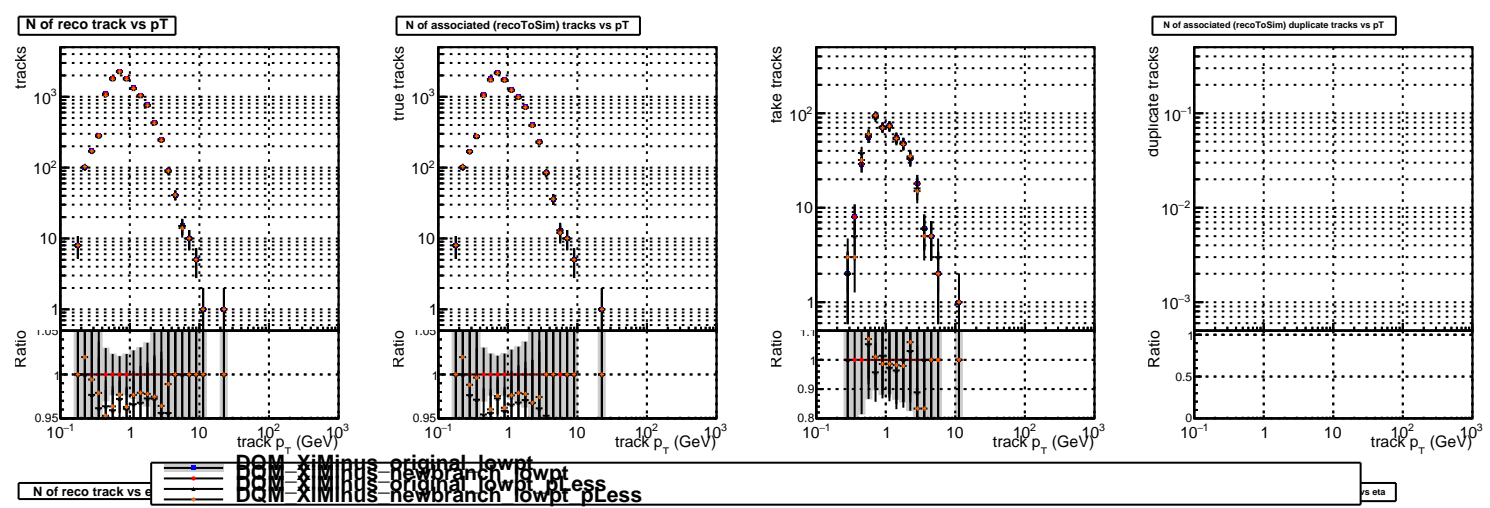 N of reco track vs pT
N of associated (recoToSim) tracks vs pT
N of associated (recoToSim) duplicate tracks vs pT
tracks
10³
10²
10
1
Ratio
1.05
1
0.95
10⁻¹ 1 10 10² 10³
track p_T (GeV)
true tracks
10³
10²
10
1
Ratio
1.05
1
0.95
10⁻¹ 1 10 10² 10³
track p_T (GeV)
fake tracks
10²
10
1
Ratio
1.1
1
0.9
0.8
10⁻¹ 1 10 10² 10³
track p_T (GeV)
duplicate tracks
10⁻¹
10⁻²
10⁻³
Ratio
1
0.5
0
10⁻¹ 1 10 10² 10³
track p_T (GeV)
DQM_XiMinus_original_lowpt
DQM_XiMinus_newbranch_lowpt
DQM_XiMinus_original_lowpt_pLess
DQM_XiMinus_newbranch_lowpt_pLess
N of reco track vs e
vs eta